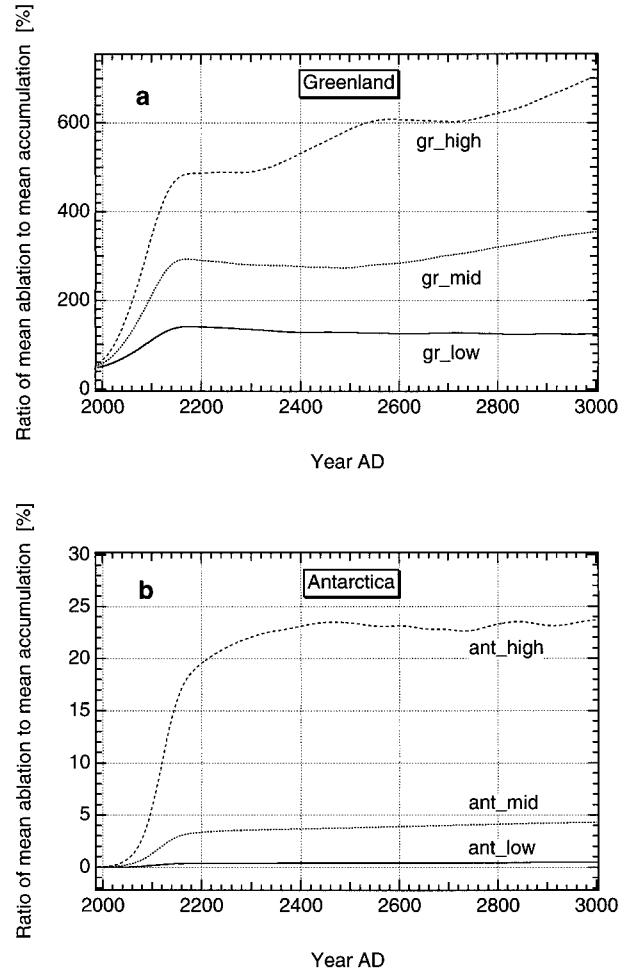 Ratio of mean ablation to mean accumulation [%]
a
Greenland
600
gr_high
400
gr_mid
200
gr_low
0
2000 2200 2400 2600 2800 3000
Year AD
Ratio of mean ablation to mean accumulation [%]
30
b
Antarctica
25
ant_high
20
15
10
ant_mid
5
ant_low
0
2000 2200 2400 2600 2800 3000
Year AD